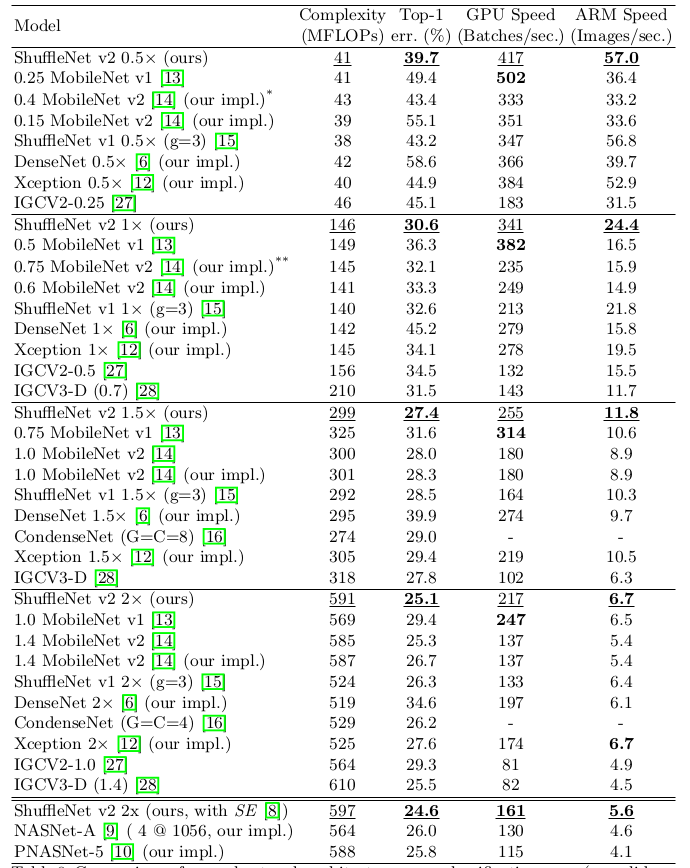 Model Complexity (MFLOPs) Top-1 err. (%) GPU Speed (Batches/sec.) ARM Speed (Images/sec.)
ShuffleNet v2 0.5× (ours) 41 39.7 417 57.0
0.25 MobileNet v1 [13] 41 49.4 502 36.4
0.4 MobileNet v2 [14] (our impl.)* 43 43.4 333 33.2
0.15 MobileNet v2 [14] (our impl.) 39 55.1 351 33.6
ShuffleNet v1 0.5× (g=3) [15] 38 43.2 347 56.8
DenseNet 0.5× [6] (our impl.) 42 58.6 366 39.7
Xception 0.5× [12] (our impl.) 40 44.9 384 52.9
IGCV2-0.25 [27] 46 45.1 183 31.5
ShuffleNet v2 1× (ours) 146 30.6 341 24.4
0.5 MobileNet v1 [13] 149 36.3 382 16.5
0.75 MobileNet v2 [14] (our impl.)** 145 32.1 235 15.9
0.6 MobileNet v2 [14] (our impl.) 141 33.3 249 14.9
ShuffleNet v1 1× (g=3) [15] 140 32.6 213 21.8
DenseNet 1× [6] (our impl.) 142 45.2 279 15.8
Xception 1× [12] (our impl.) 145 34.1 278 19.5
IGCV2-0.5 [27] 156 34.5 132 15.5
IGCV3-D (0.7) [28] 210 31.5 143 11.7
ShuffleNet v2 1.5× (ours) 299 27.4 255 11.8
0.75 MobileNet v1 [13] 325 31.6 314 10.6
1.0 MobileNet v2 [14] 300 28.0 180 8.9
1.0 MobileNet v2 [14] (our impl.) 301 28.3 180 8.9
ShuffleNet v1 1.5× (g=3) [15] 292 28.5 164 10.3
DenseNet 1.5× [6] (our impl.) 295 39.9 274 9.7
CondenseNet (G=C=8) [16] 274 29.0 - -
Xception 1.5× [12] (our impl.) 305 29.4 219 10.5
IGCV3-D [28] 318 27.8 102 6.3
ShuffleNet v2 2× (ours) 591 25.1 217 6.7
1.0 MobileNet v1 [13] 569 29.4 247 6.5
1.4 MobileNet v2 [14] 585 25.3 137 5.4
1.4 MobileNet v2 [14] (our impl.) 587 26.7 137 5.4
ShuffleNet v1 2× (g=3) [15] 524 26.3 133 6.4
DenseNet 2× [6] (our impl.) 519 34.6 197 6.1
CondenseNet (G=C=4) [16] 529 26.2 - -
Xception 2× [12] (our impl.) 525 27.6 174 6.7
IGCV2-1.0 [27] 564 29.3 81 4.9
IGCV3-D (1.4) [28] 610 25.5 82 4.5
ShuffleNet v2 2x (ours, with SE [8]) 597 24.6 161 5.6
NASNet-A [9] ( 4 @ 1056, our impl.) 564 26.0 130 4.6
PNASNet-5 [10] (our impl.) 588 25.8 115 4.1